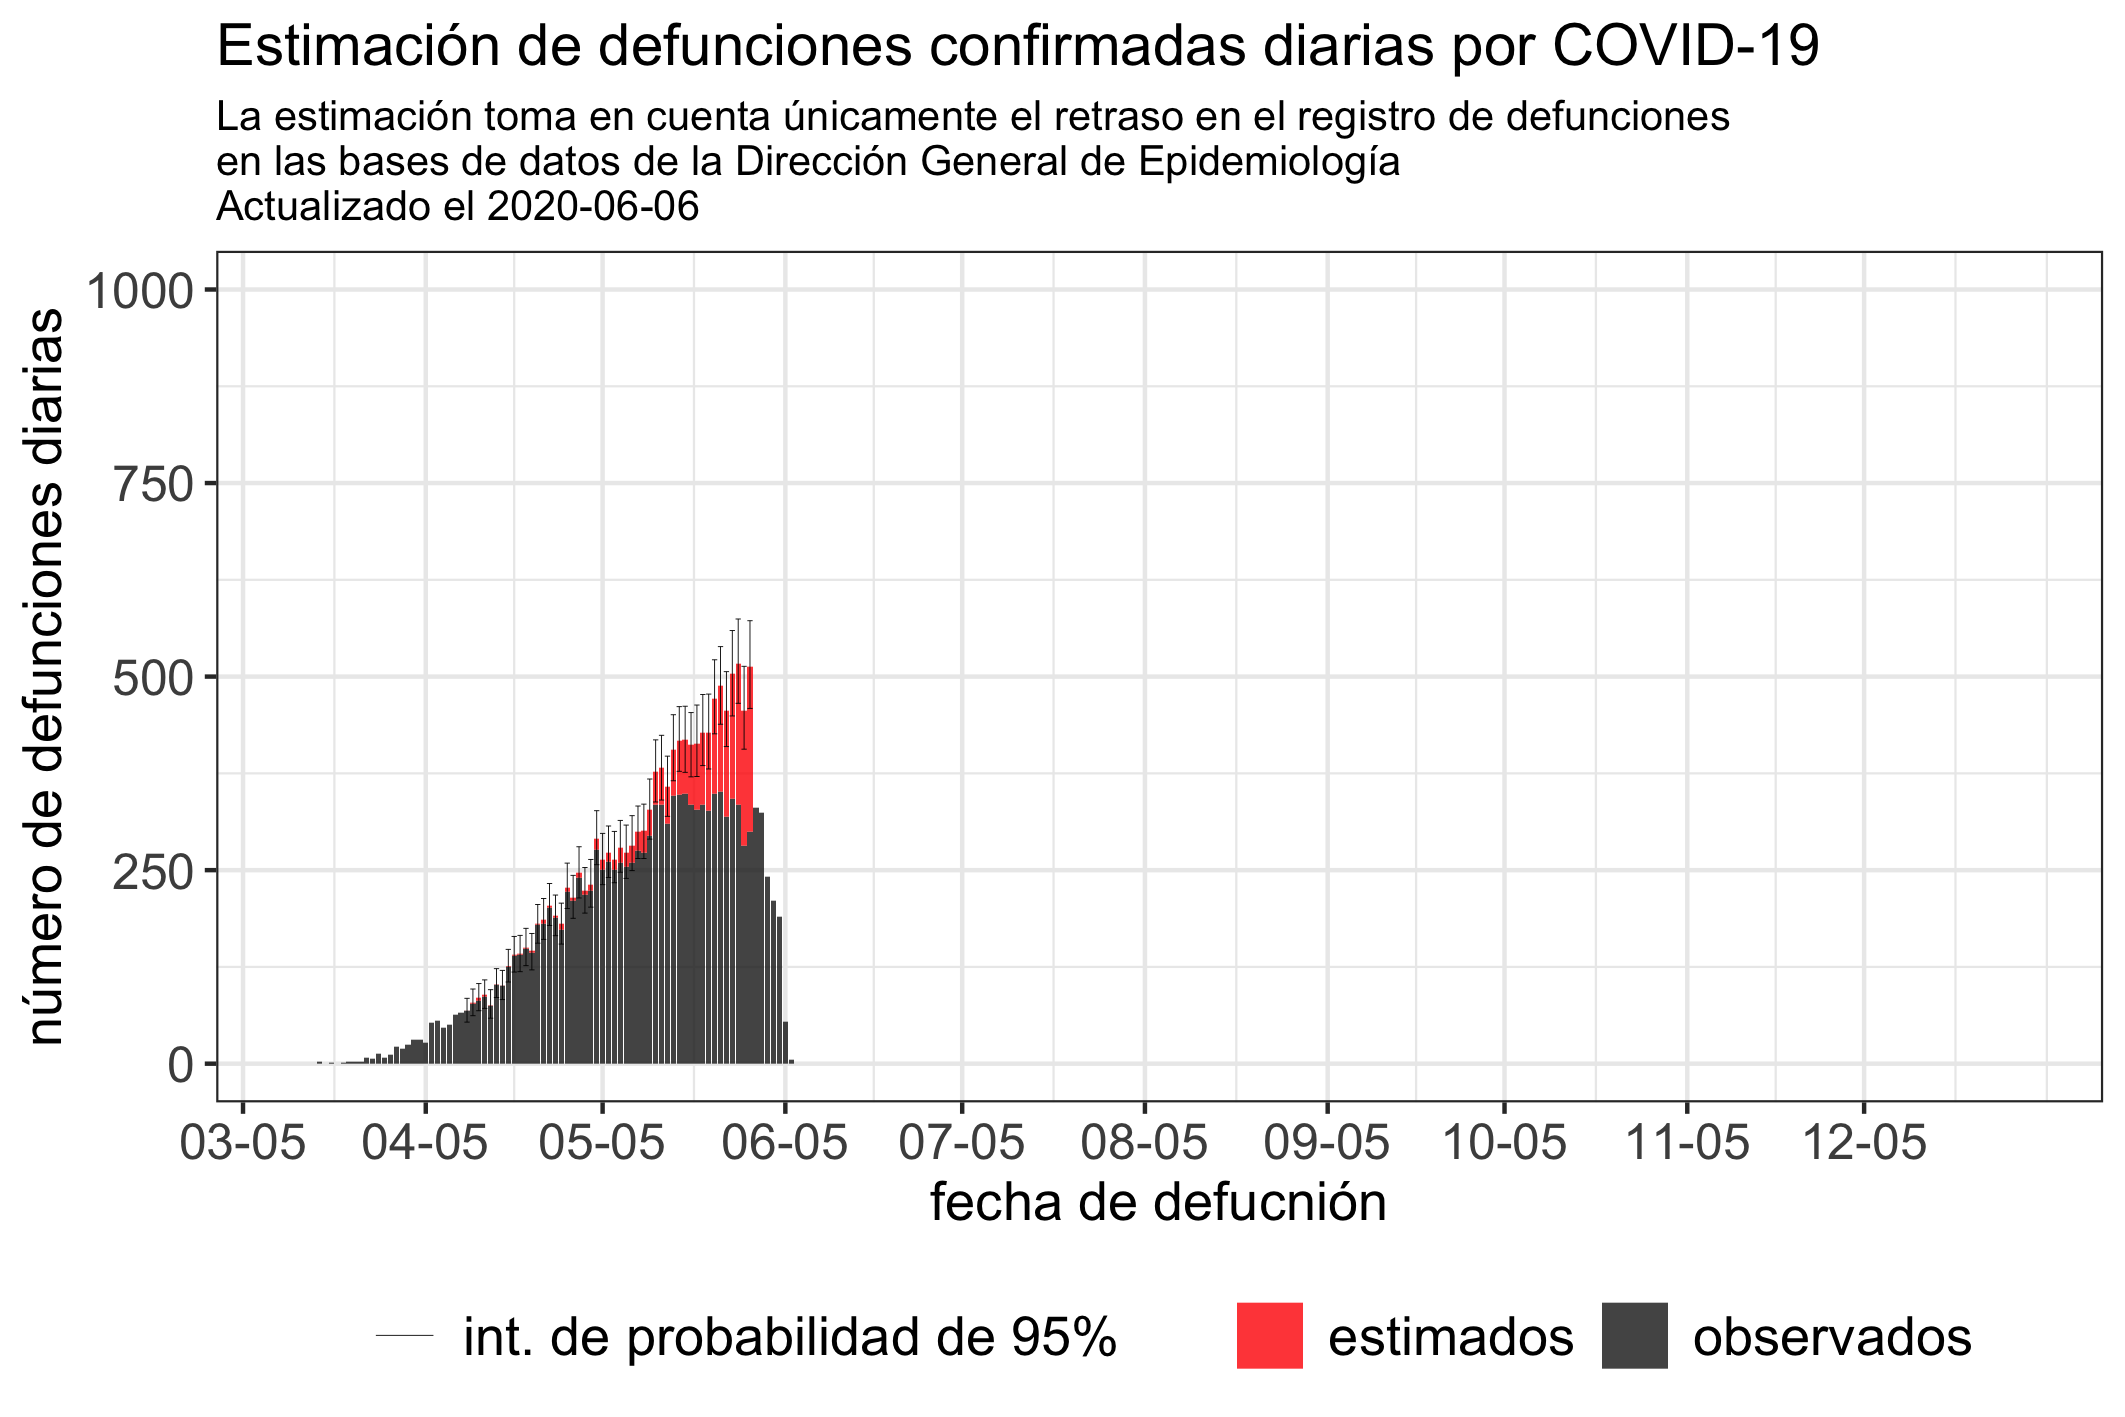 Estimación de defunciones confirmadas diarias por COVID-19
La estimación toma en cuenta únicamente el retraso en el registro de defunciones
en las bases de datos de la Dirección General de Epidemiología
Actualizado el 2020-06-06
número de defunciones diarias
1000
750
500
250
0
03-05 04-05 05-05 06-05 07-05 08-05 09-05 10-05 11-05 12-05
fecha de defucnión
int. de probabilidad de 95% estimados observados